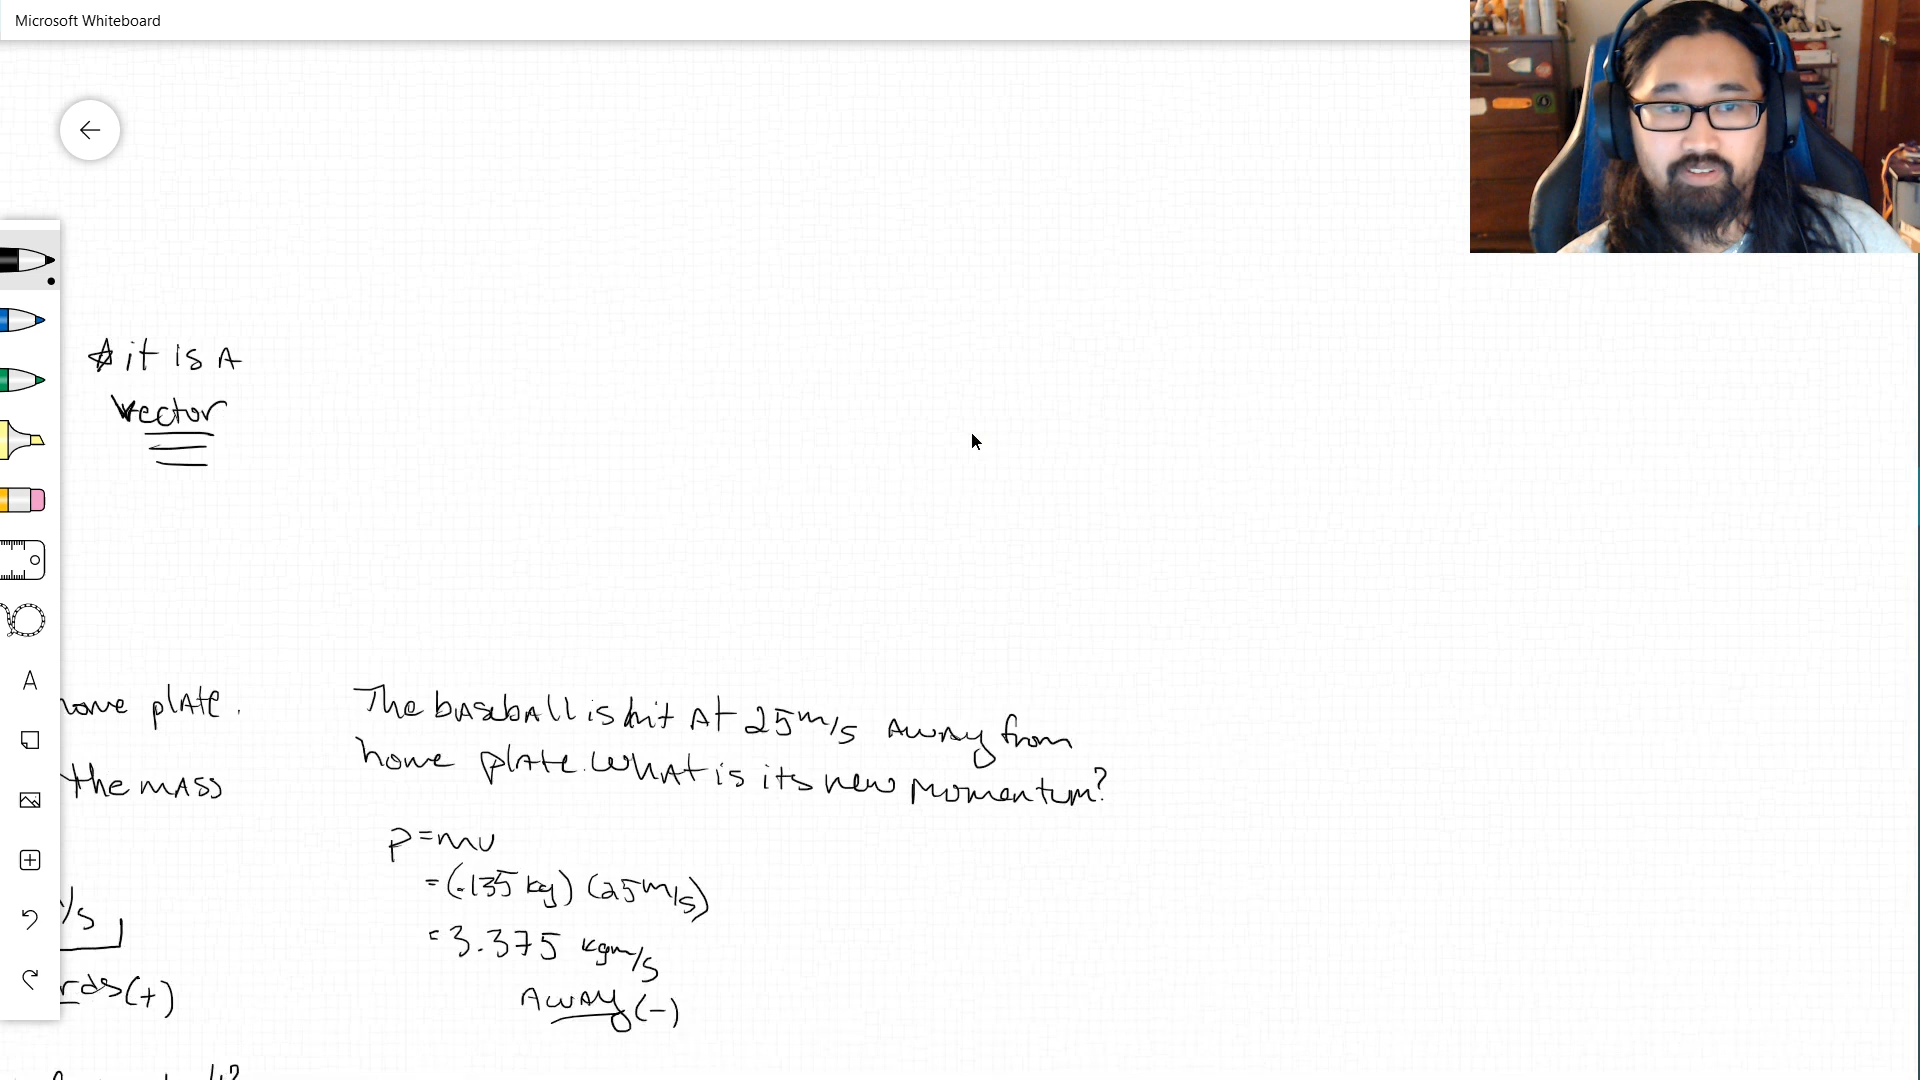 Microsoft Whiteboard
it is A
vector
home plAte.
the mAss
/s
rds(+)
The bAsebAll is hit At 25m/s AwAy from
home plAte. WhAt is its new momentum?
p=mv
=(.135 kg) (25m/s)
=3.375 kgm/s
AwAy (-)
A